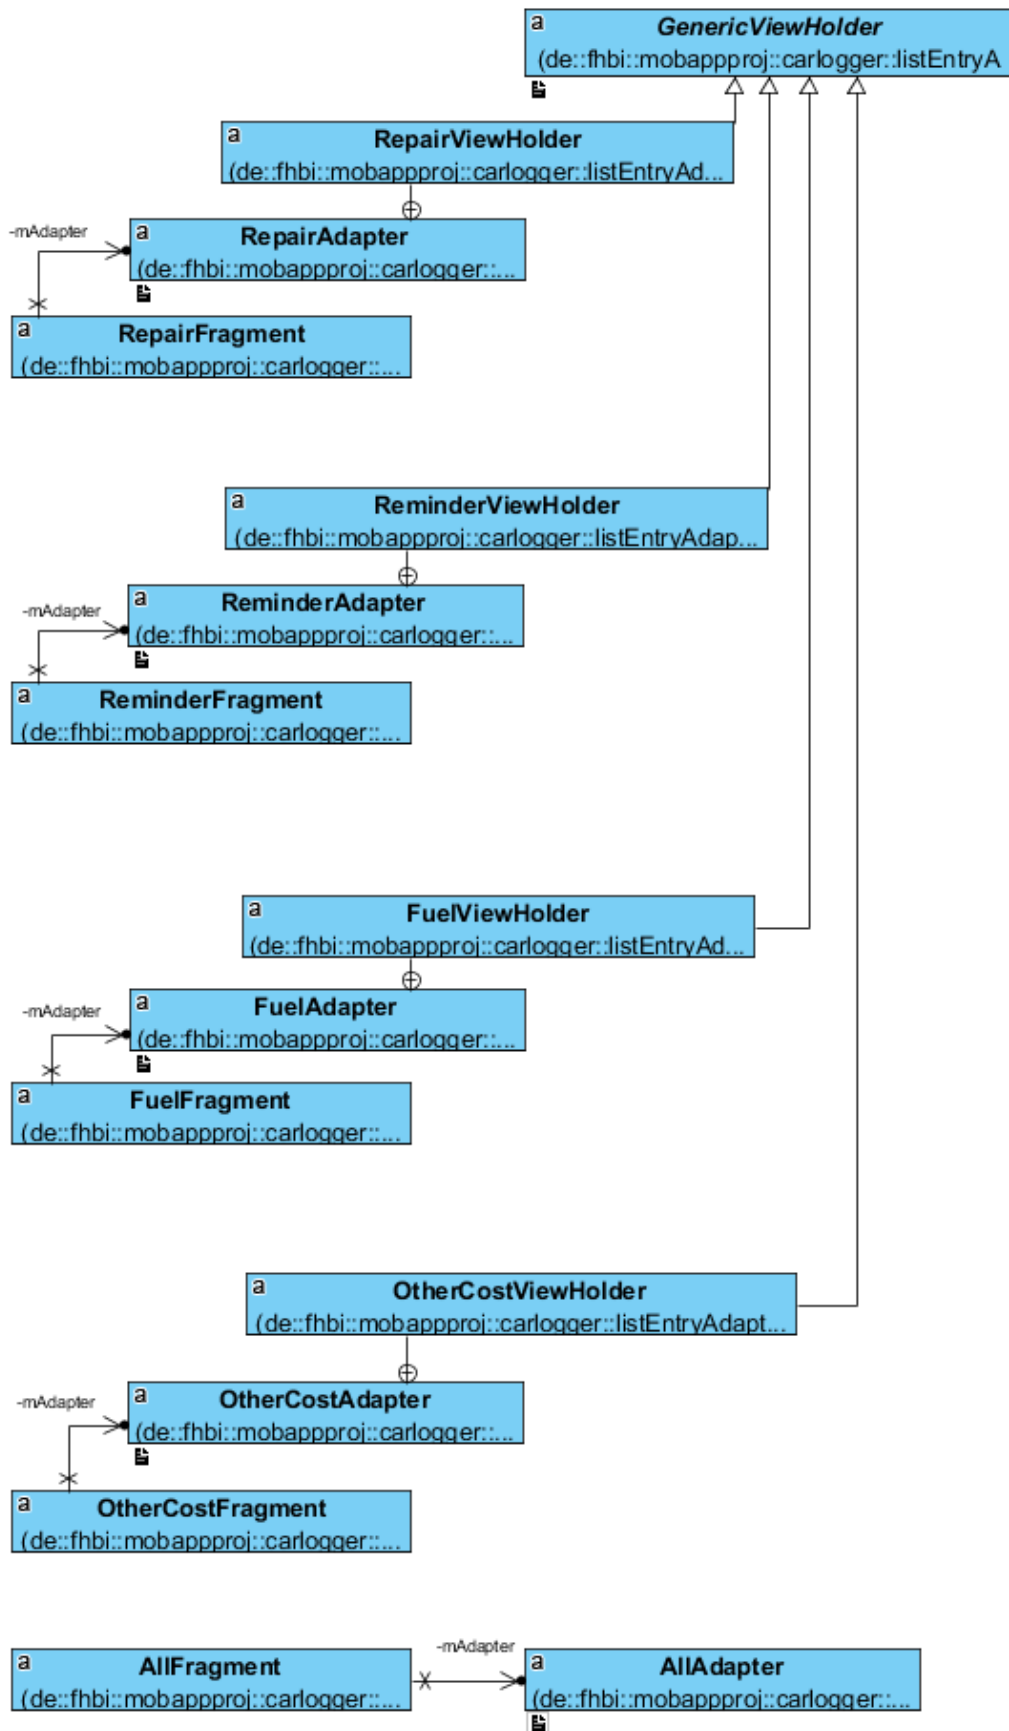 a
GenericViewHolder
(de::fhbi::mobappproj::carlogger::listEntryA
a
RepairViewHolder
(de::fhbi::mobappproj::carlogger::listEntryAd...
-mAdapter
a
RepairAdapter
(de::fhbi::mobappproj::carlogger::...
a
RepairFragment
(de::fhbi::mobappproj::carlogger::...
a
ReminderViewHolder
(de::fhbi::mobappproj::carlogger::listEntryAdap...
-mAdapter
a
ReminderAdapter
(de::fhbi::mobappproj::carlogger::...
a
ReminderFragment
(de::fhbi::mobappproj::carlogger::...
a
FuelViewHolder
(de::fhbi::mobappproj::carlogger::listEntryAd...
-mAdapter
a
FuelAdapter
(de::fhbi::mobappproj::carlogger::...
a
FuelFragment
(de::fhbi::mobappproj::carlogger::...
a
OtherCostViewHolder
(de::fhbi::mobappproj::carlogger::listEntryAdapt...
-mAdapter
a
OtherCostAdapter
(de::fhbi::mobappproj::carlogger::...
a
OtherCostFragment
(de::fhbi::mobappproj::carlogger::...
a
AllFragment
(de::fhbi::mobappproj::carlogger::...
-mAdapter
a
AllAdapter
(de::fhbi::mobappproj::carlogger::...